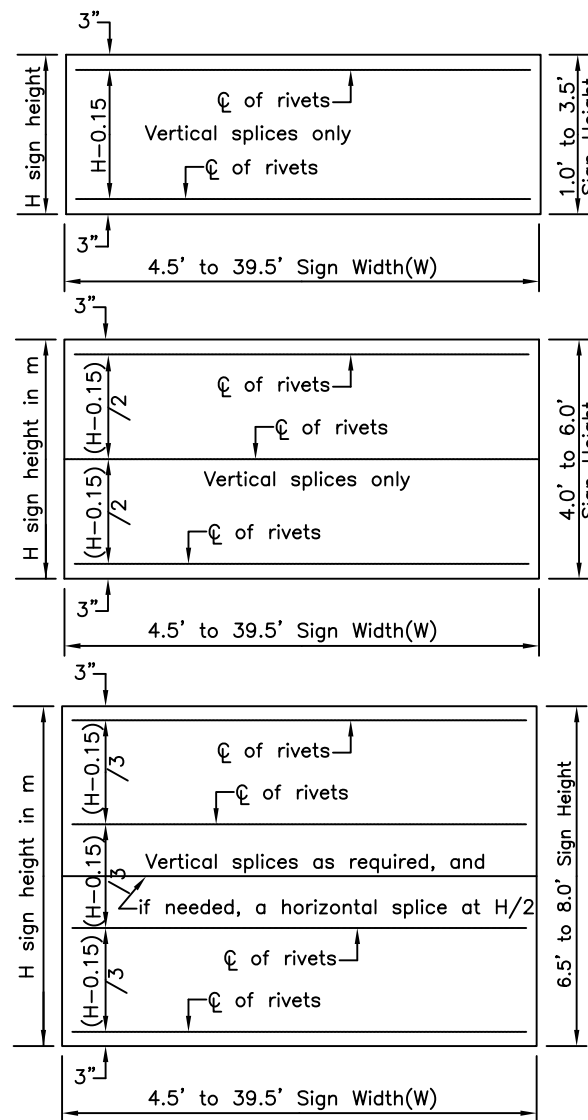 3"
H sign height
H-0.15
℄ of rivets
Vertical splices only
℄ of rivets
1.0' to 3.5'
Sign Height
3"
4.5' to 39.5' Sign Width(W)
3"
H sign height in m
(H-0.15)
/2
℄ of rivets
℄ of rivets
(H-0.15)
/2
Vertical splices only
℄ of rivets
4.0' to 6.0'
Sign Height
3"
4.5' to 39.5' Sign Width(W)
3"
H sign height in m
(H-0.15)
/3
℄ of rivets
℄ of rivets
(H-0.15)
/3
Vertical splices as required, and
if needed, a horizontal splice at H/2
(H-0.15)
/3
℄ of rivets
℄ of rivets
6.5' to 8.0' Sign Height
3"
4.5' to 39.5' Sign Width(W)